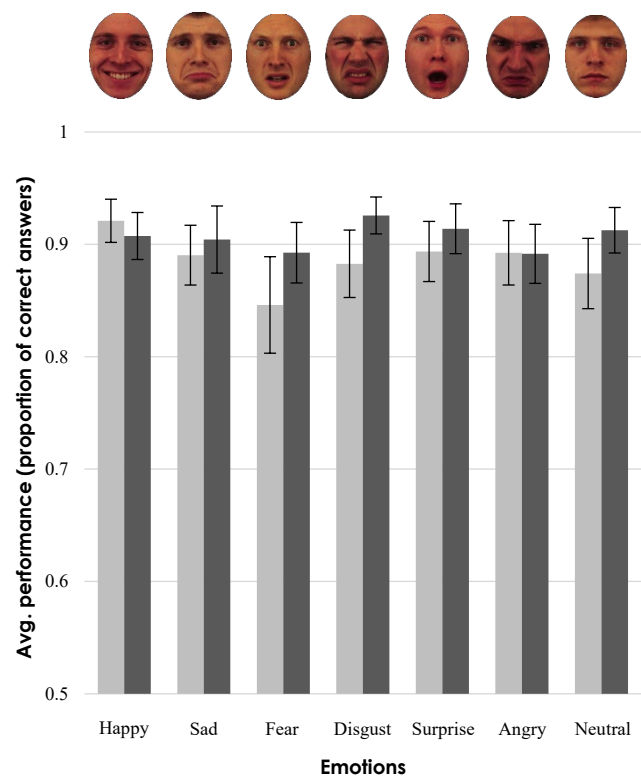 1
0.9
0.8
0.7
0.6
0.5
Avg. performance (proportion of correct answers)
Happy Sad Fear Disgust Surprise Angry Neutral
Emotions